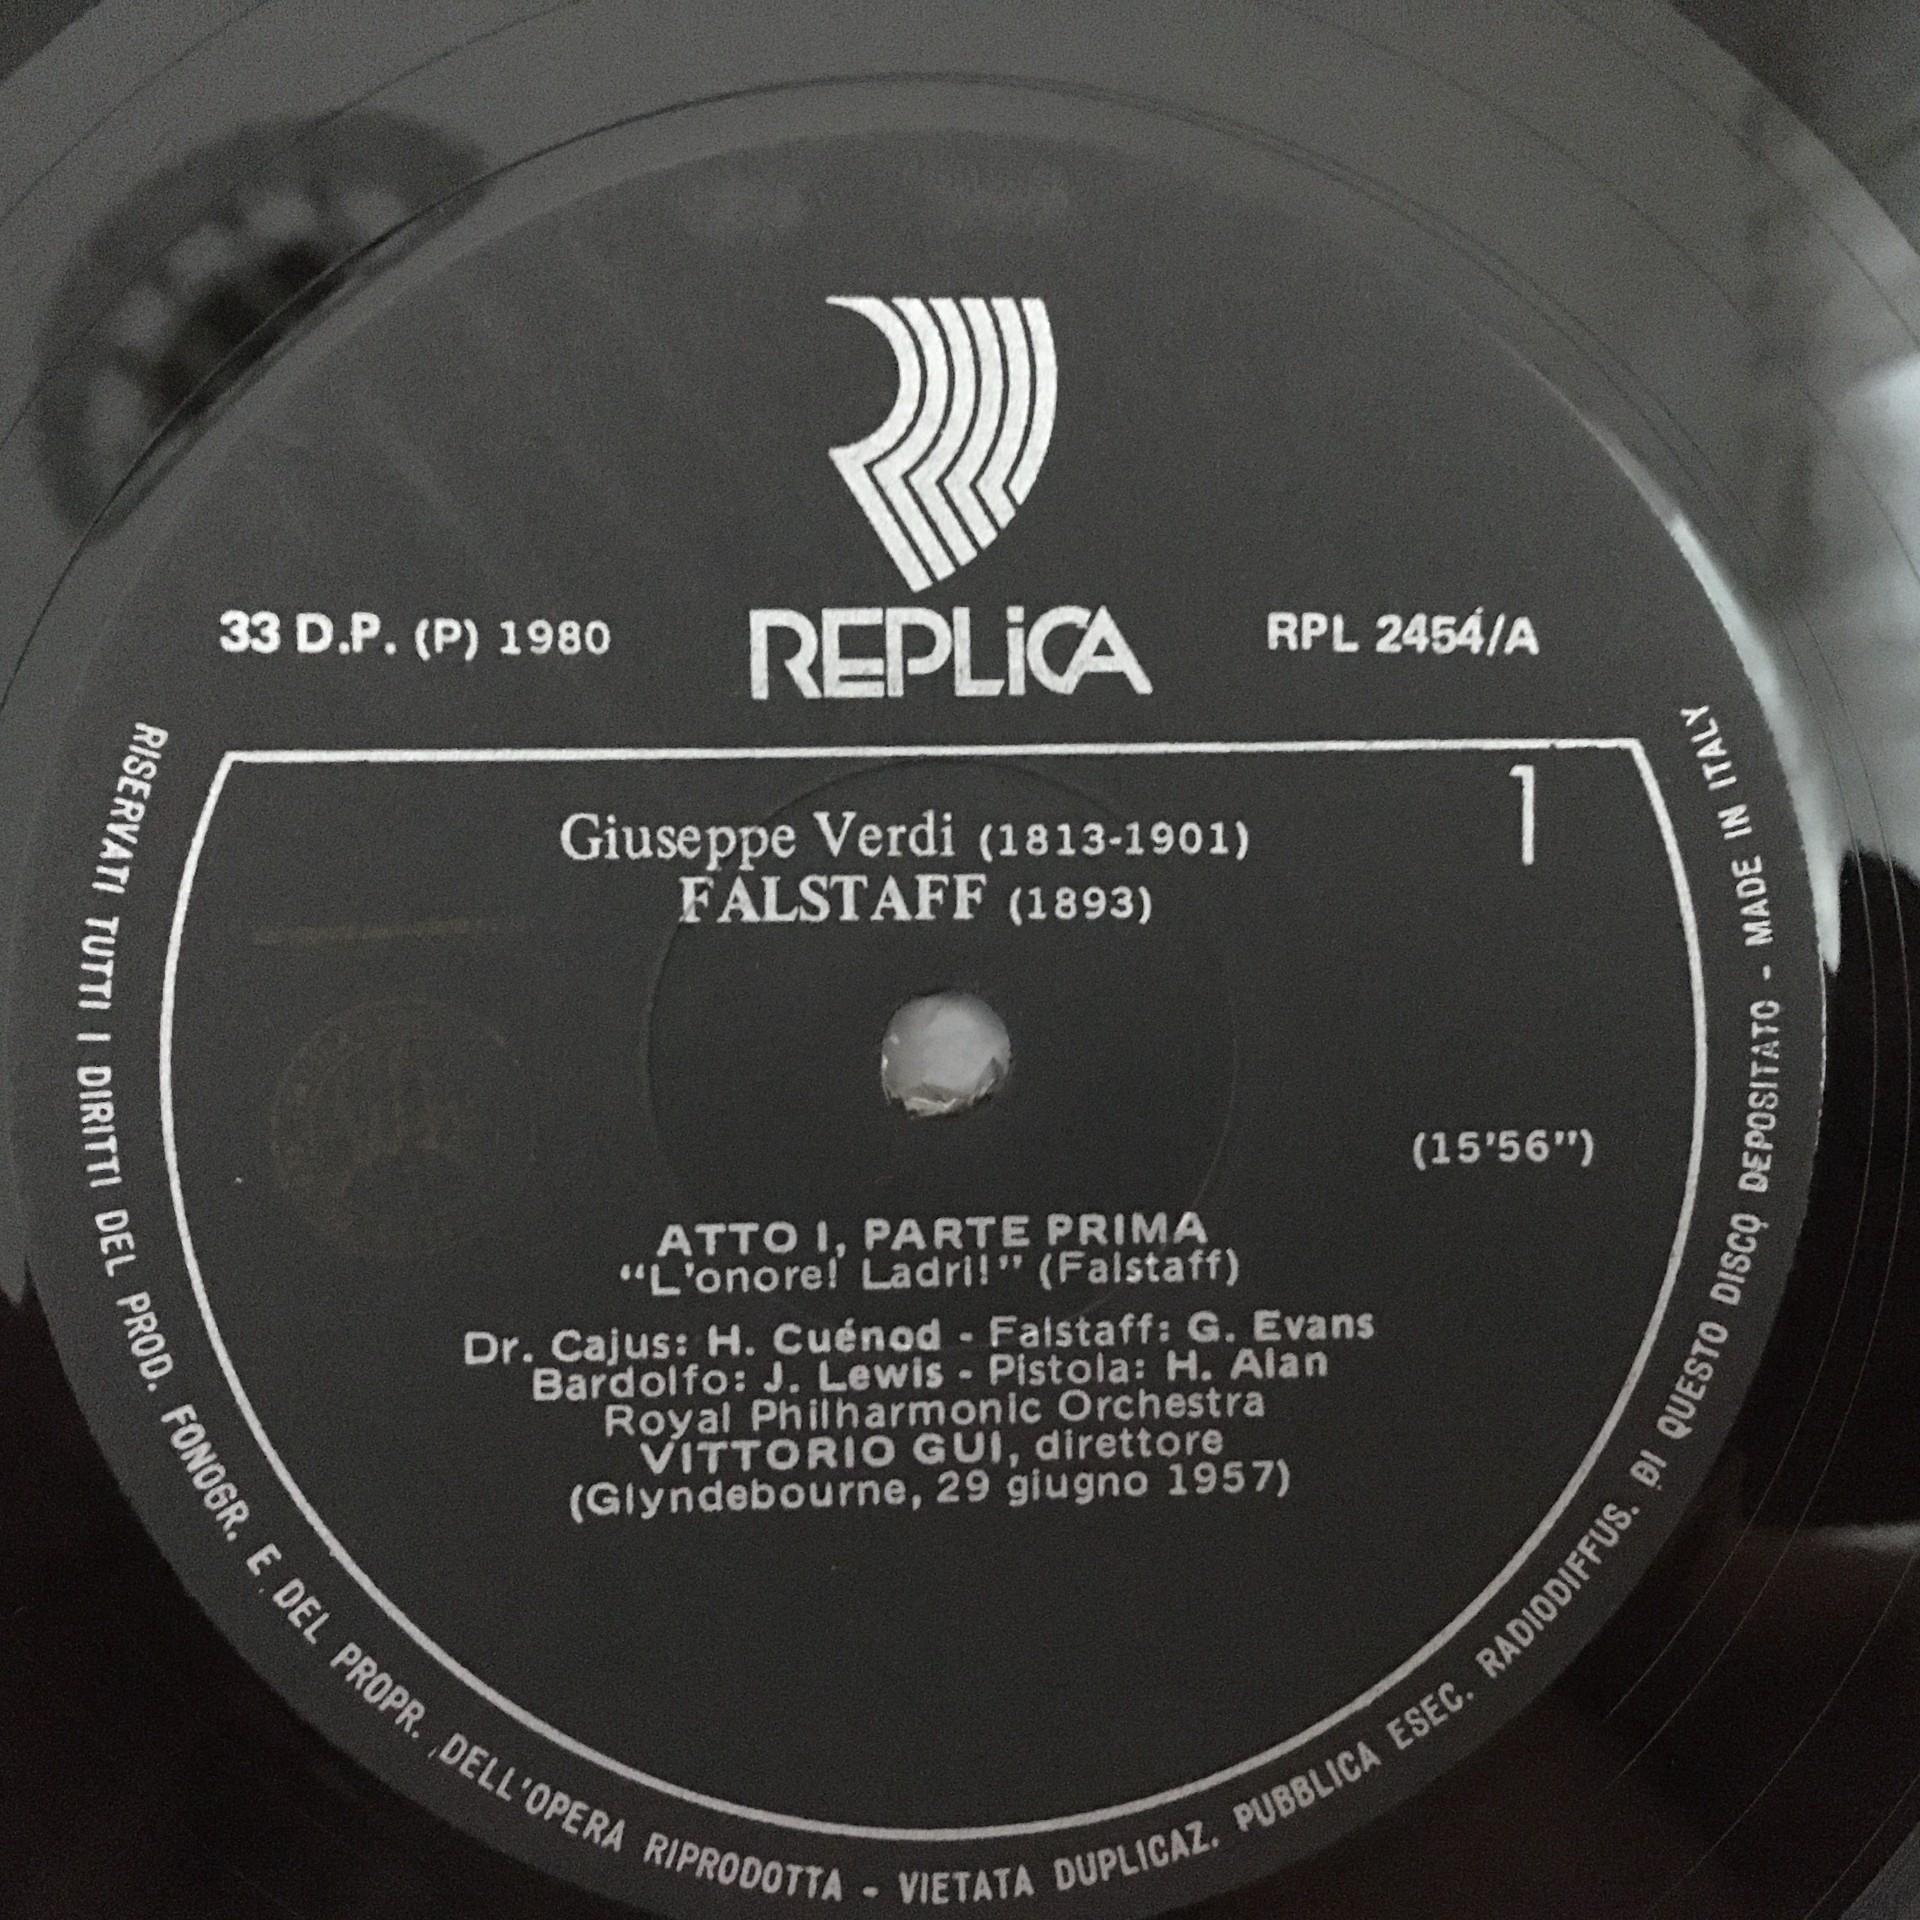 REPLiCA
33 D.P. (P) 1980
RPL 2454/A
1
Giuseppe Verdi (1813-1901)
FALSTAFF (1893)
(15'56")
ATTO I, PARTE PRIMA
“L'onore! Ladri!” (Falstaff)
Dr. Cajus: H. Cuénod - Falstaff: G. Evans
Bardolfo: J. Lewis - Pistola: H. Alan
Royal Philharmonic Orchestra
VITTORIO GUI, direttore
(Glyndebourne, 29 giugno 1957)
RISERVATI TUTTI I DIRITTI DEL PROD. FONOGR. E DEL PROPR. DELL'OPERA RIPRODOTTA - VIETATA DUPLICAZ. PUBBLICA ESEC. RADIODIFFUS. DI QUESTO DISCO DEPOSITATO - MADE IN ITALY